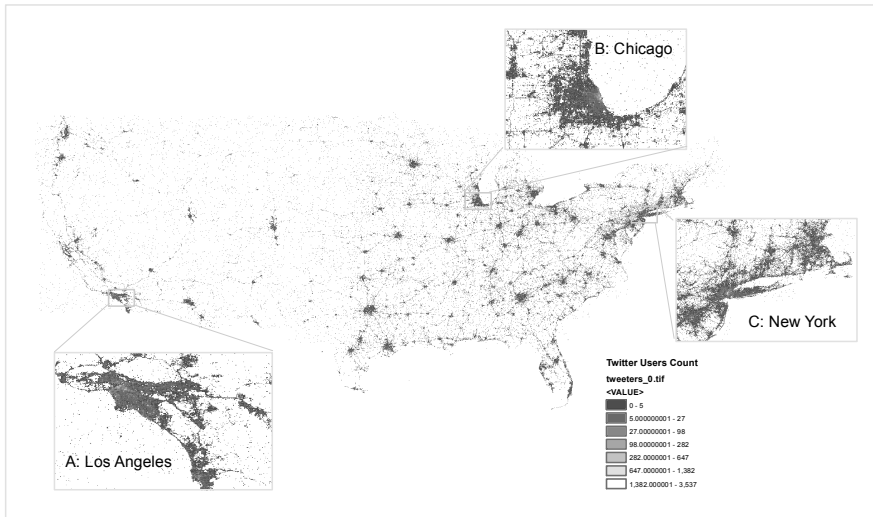 B: Chicago
C: New York
A: Los Angeles
Twitter Users Count
tweeters_0.tif
<VALUE>
0 - 5
5.000000001 - 27
27.00000001 - 98
98.00000001 - 282
282.0000001 - 647
647.0000001 - 1,382
1,382.000001 - 3,537